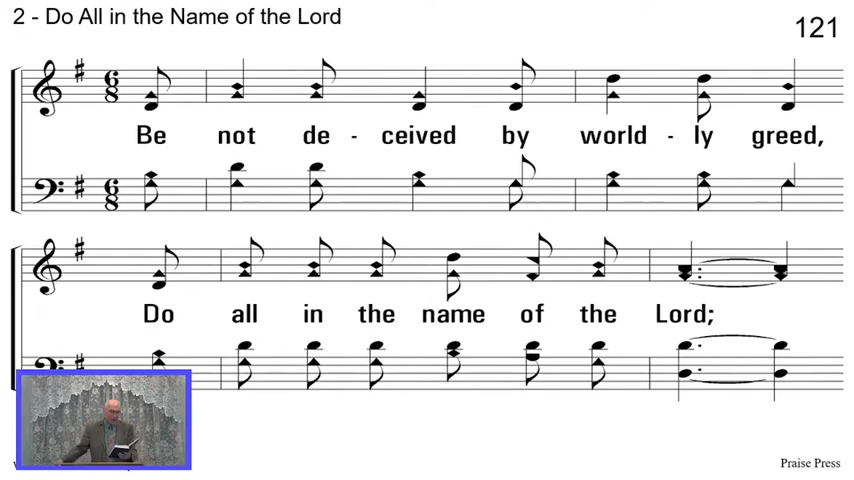 2 - Do All in the Name of the Lord
121
Be not de - ceived by world - ly greed,
Do all in the name of the Lord;
Praise Press